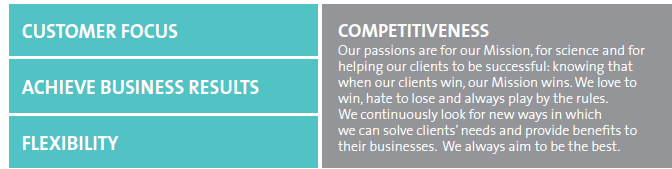 CUSTOMER FOCUS
ACHIEVE BUSINESS RESULTS
FLEXIBILITY
COMPETITIVENESS
Our passions are for our Mission, for science and for
helping our clients to be successful: knowing that
when our clients win, our Mission wins. We love to
win, hate to lose and always play by the rules.
We continuously look for new ways in which
we can solve clients' needs and provide benefits to
their businesses.  We always aim to be the best.